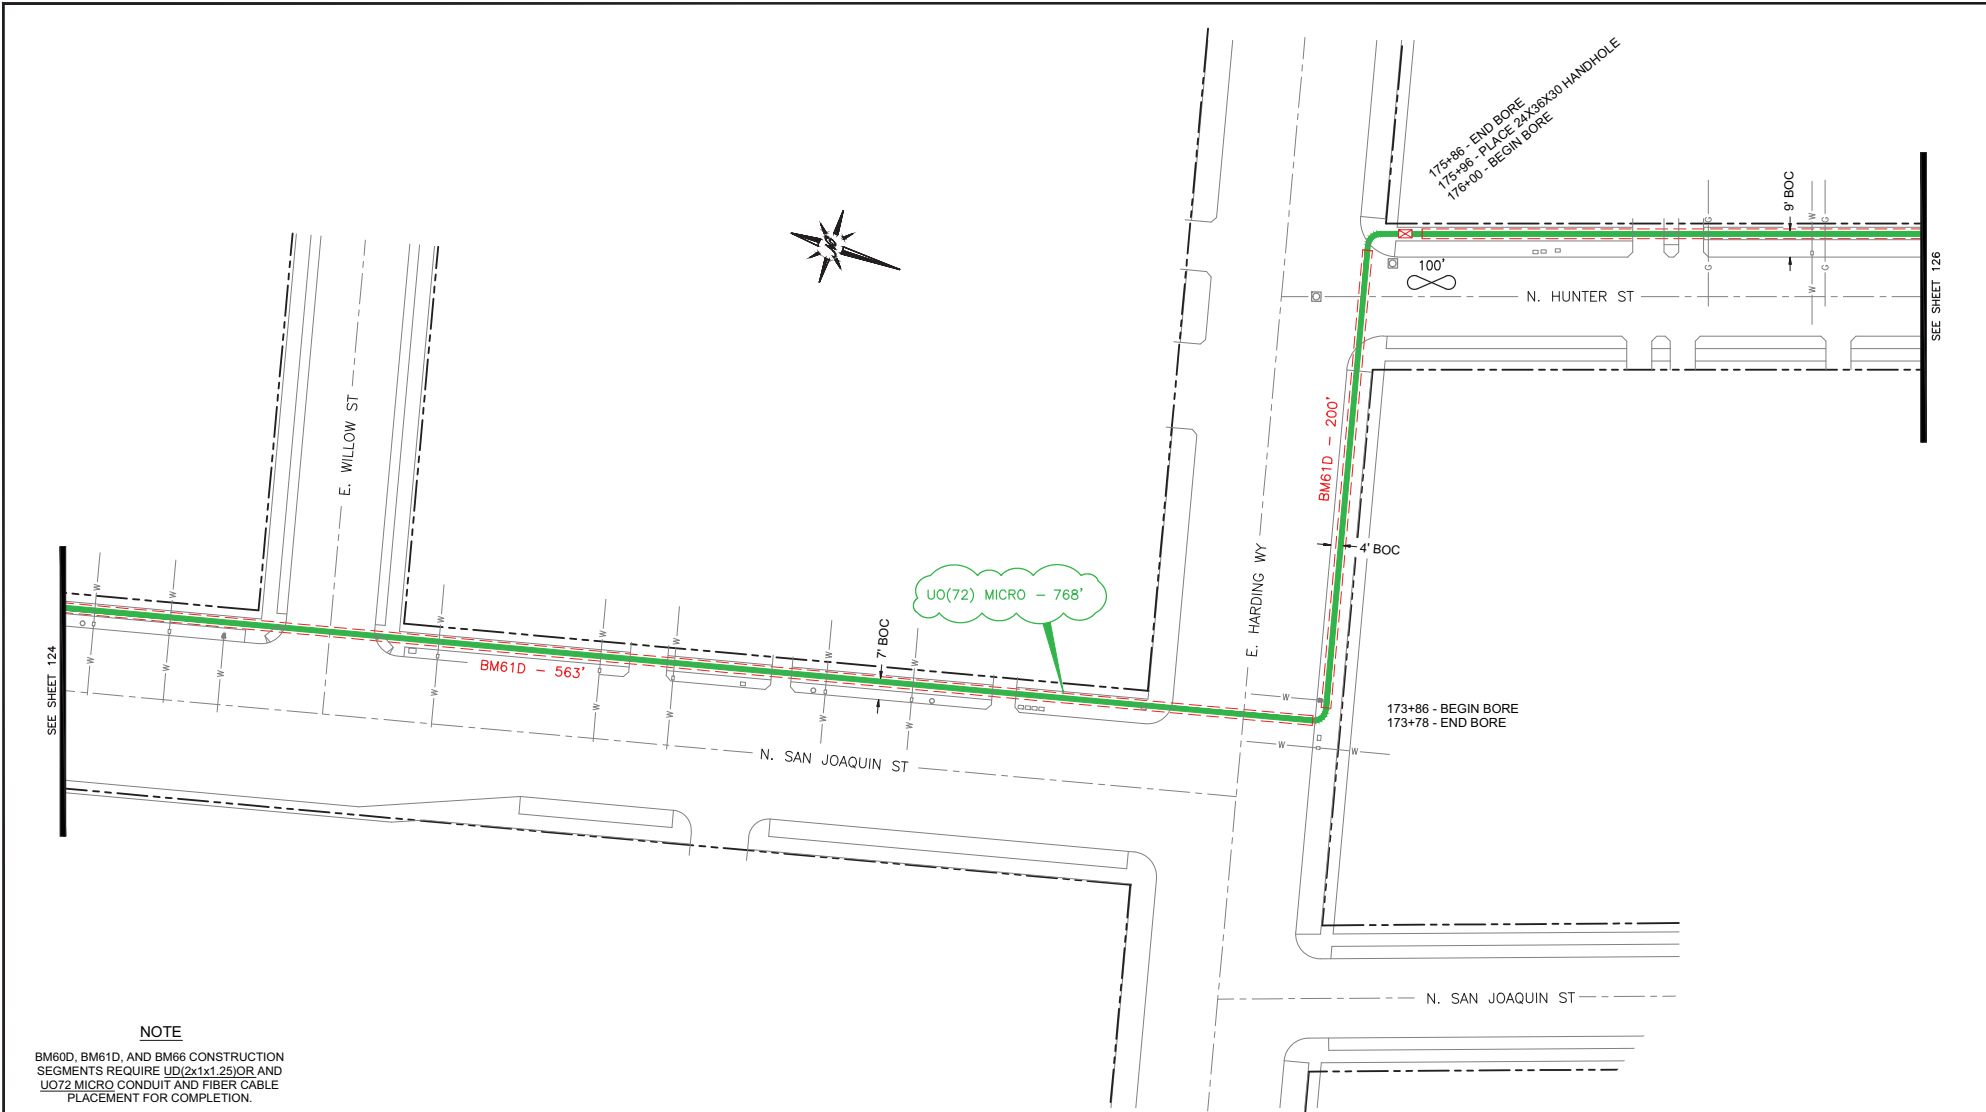 175+86 - END BORE
175+96 - PLACE 24X36X30 HANDHOLE
176+00 - BEGIN BORE
9' BOC
G
W
G
100'
N. HUNTER ST
G
W
G
SEE SHEET 126
E. WILLOW ST
BM61D - 200'
4' BOC
E. HARDING WY
UO(72) MICRO - 768'
7' BOC
W
W
W
W
W
W
W
SEE SHEET 124
W
W
W
W
W
W
W
W
BM61D - 563'
W
W
W
173+86 - BEGIN BORE
173+78 - END BORE
N. SAN JOAQUIN ST
N. SAN JOAQUIN ST
NOTE
BM60D, BM61D, AND BM66 CONSTRUCTION
SEGMENTS REQUIRE UD(2x1x1.25)OR AND
UO72 MICRO CONDUIT AND FIBER CABLE
PLACEMENT FOR COMPLETION.